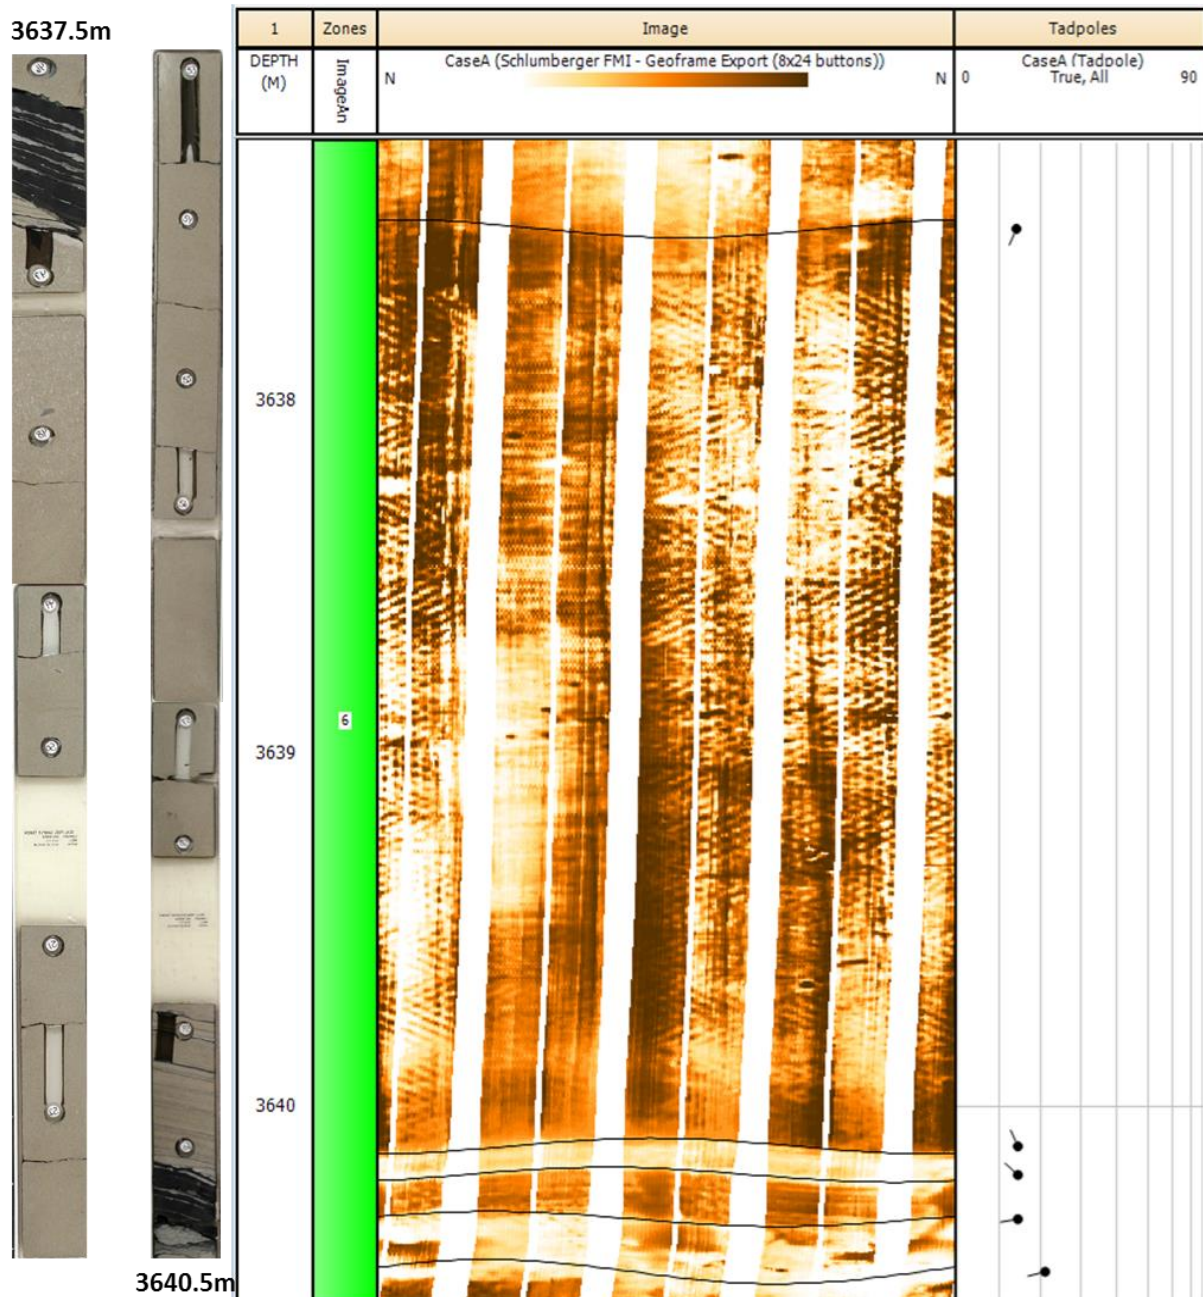 3637.5m
1
Zones
Image
Tadpoles
DEPTH
(M)
ImageAn
CaseA (Schlumberger FMI - Geoframe Export (8x24 buttons))
N
N
CaseA (Tadpole)
0
True, All
90
3638
6
3639
3640
3640.5m